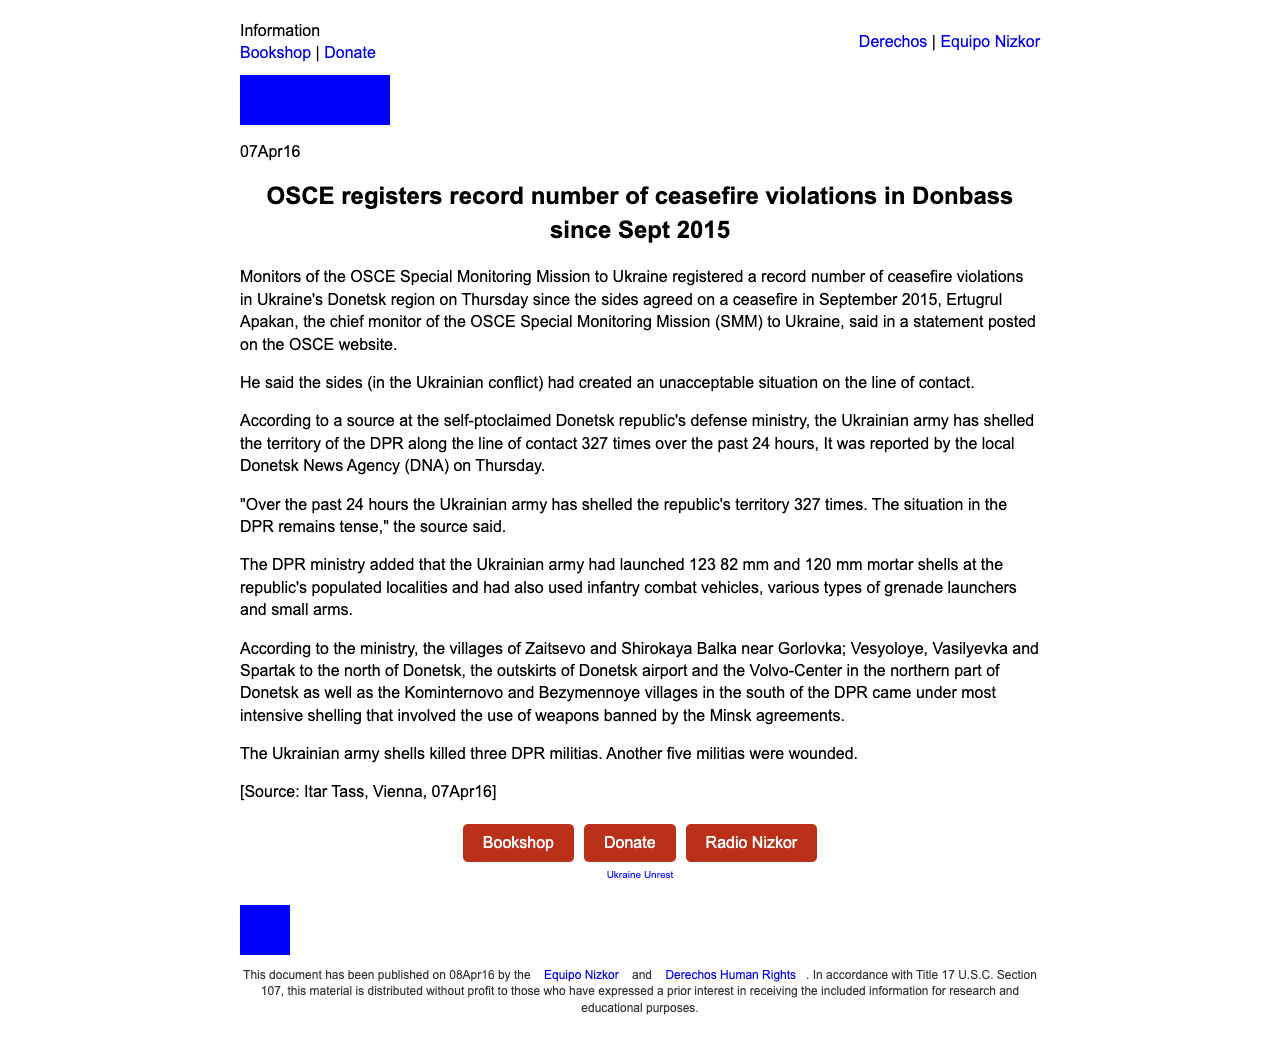 Information
Bookshop | Donate
Derechos | Equipo Nizkor
07Apr16
OSCE registers record number of ceasefire violations in Donbass
since Sept 2015
Monitors of the OSCE Special Monitoring Mission to Ukraine registered a record number of ceasefire violations
in Ukraine's Donetsk region on Thursday since the sides agreed on a ceasefire in September 2015, Ertugrul
Apakan, the chief monitor of the OSCE Special Monitoring Mission (SMM) to Ukraine, said in a statement posted
on the OSCE website.
He said the sides (in the Ukrainian conflict) had created an unacceptable situation on the line of contact.
According to a source at the self-ptoclaimed Donetsk republic's defense ministry, the Ukrainian army has shelled
the territory of the DPR along the line of contact 327 times over the past 24 hours, It was reported by the local
Donetsk News Agency (DNA) on Thursday.
"Over the past 24 hours the Ukrainian army has shelled the republic's territory 327 times. The situation in the
DPR remains tense," the source said.
The DPR ministry added that the Ukrainian army had launched 123 82 mm and 120 mm mortar shells at the
republic's populated localities and had also used infantry combat vehicles, various types of grenade launchers
and small arms.
According to the ministry, the villages of Zaitsevo and Shirokaya Balka near Gorlovka; Vesyoloye, Vasilyevka and
Spartak to the north of Donetsk, the outskirts of Donetsk airport and the Volvo-Center in the northern part of
Donetsk as well as the Kominternovo and Bezymennoye villages in the south of the DPR came under most
intensive shelling that involved the use of weapons banned by the Minsk agreements.
The Ukrainian army shells killed three DPR militias. Another five militias were wounded.
[Source: Itar Tass, Vienna, 07Apr16]
Bookshop Donate Radio Nizkor
Ukraine Unrest
This document has been published on 08Apr16 by the Equipo Nizkor and Derechos Human Rights . In accordance with Title 17 U.S.C. Section
107, this material is distributed without profit to those who have expressed a prior interest in receiving the included information for research and
educational purposes.